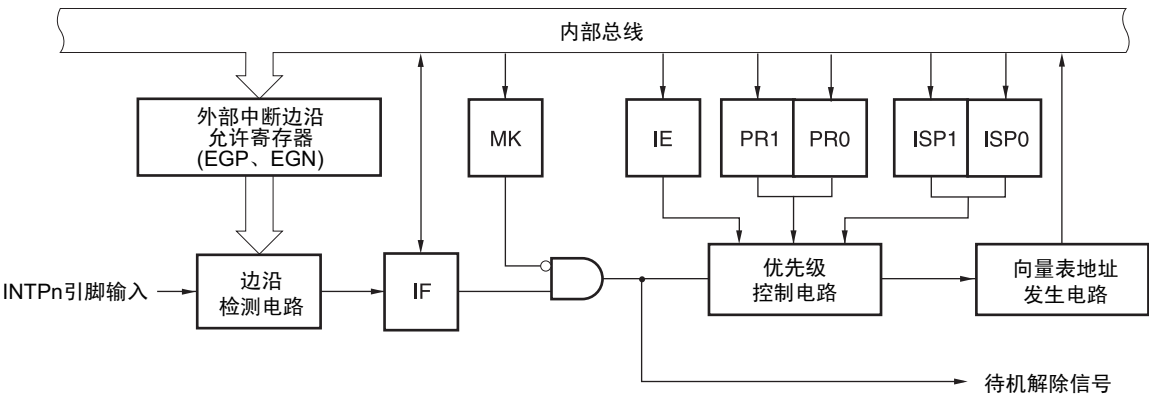 内部总线
外部中断边沿
允许寄存器
(EGP、EGN)
MK
IE
PR1
PR0
ISP1
ISP0
INTPn引脚输入
边沿
检测电路
IF
优先级
控制电路
向量表地址
发生电路
待机解除信号